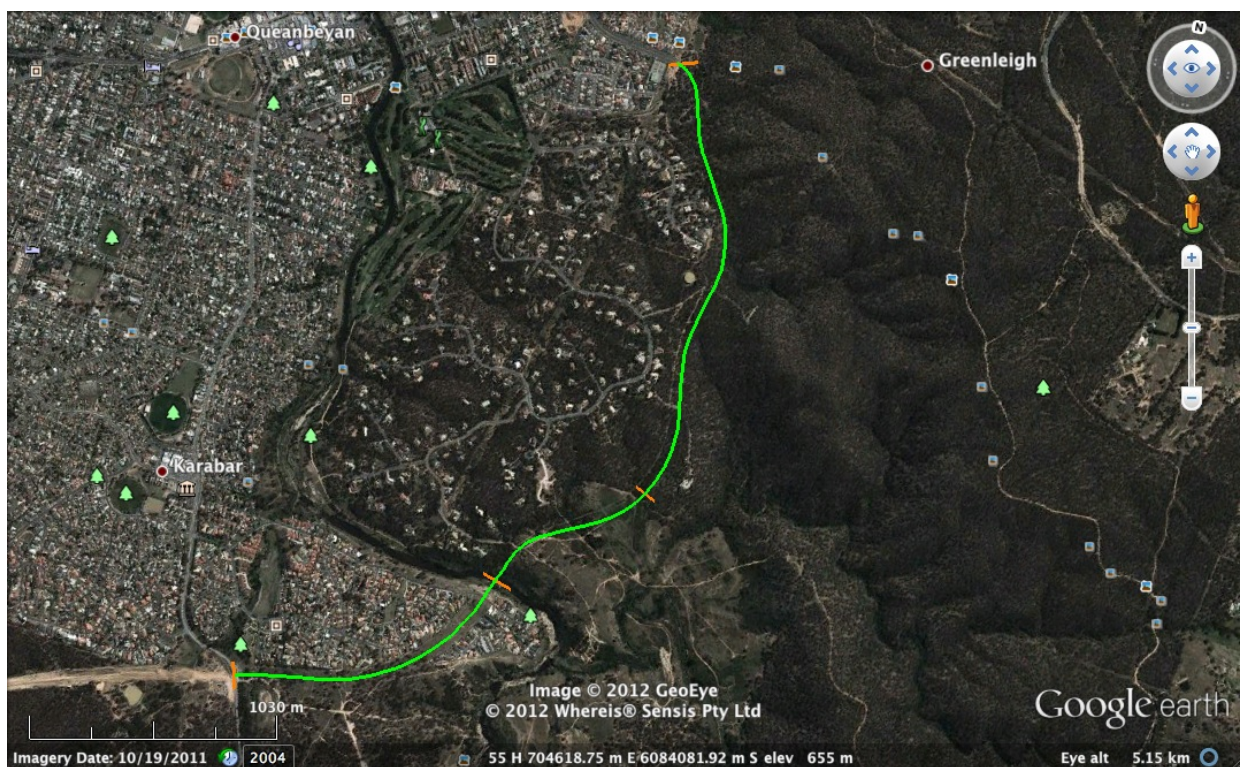 Queanbeyan
N
Greenleigh
Karabar
1030 m
Image © 2012 GeoEye
© 2012 Whereis® Sensis Pty Ltd
Google earth
Imagery Date: 10/19/2011 2004 55 H 704618.75 m E 6084081.92 m S elev 655 m Eye alt 5.15 km